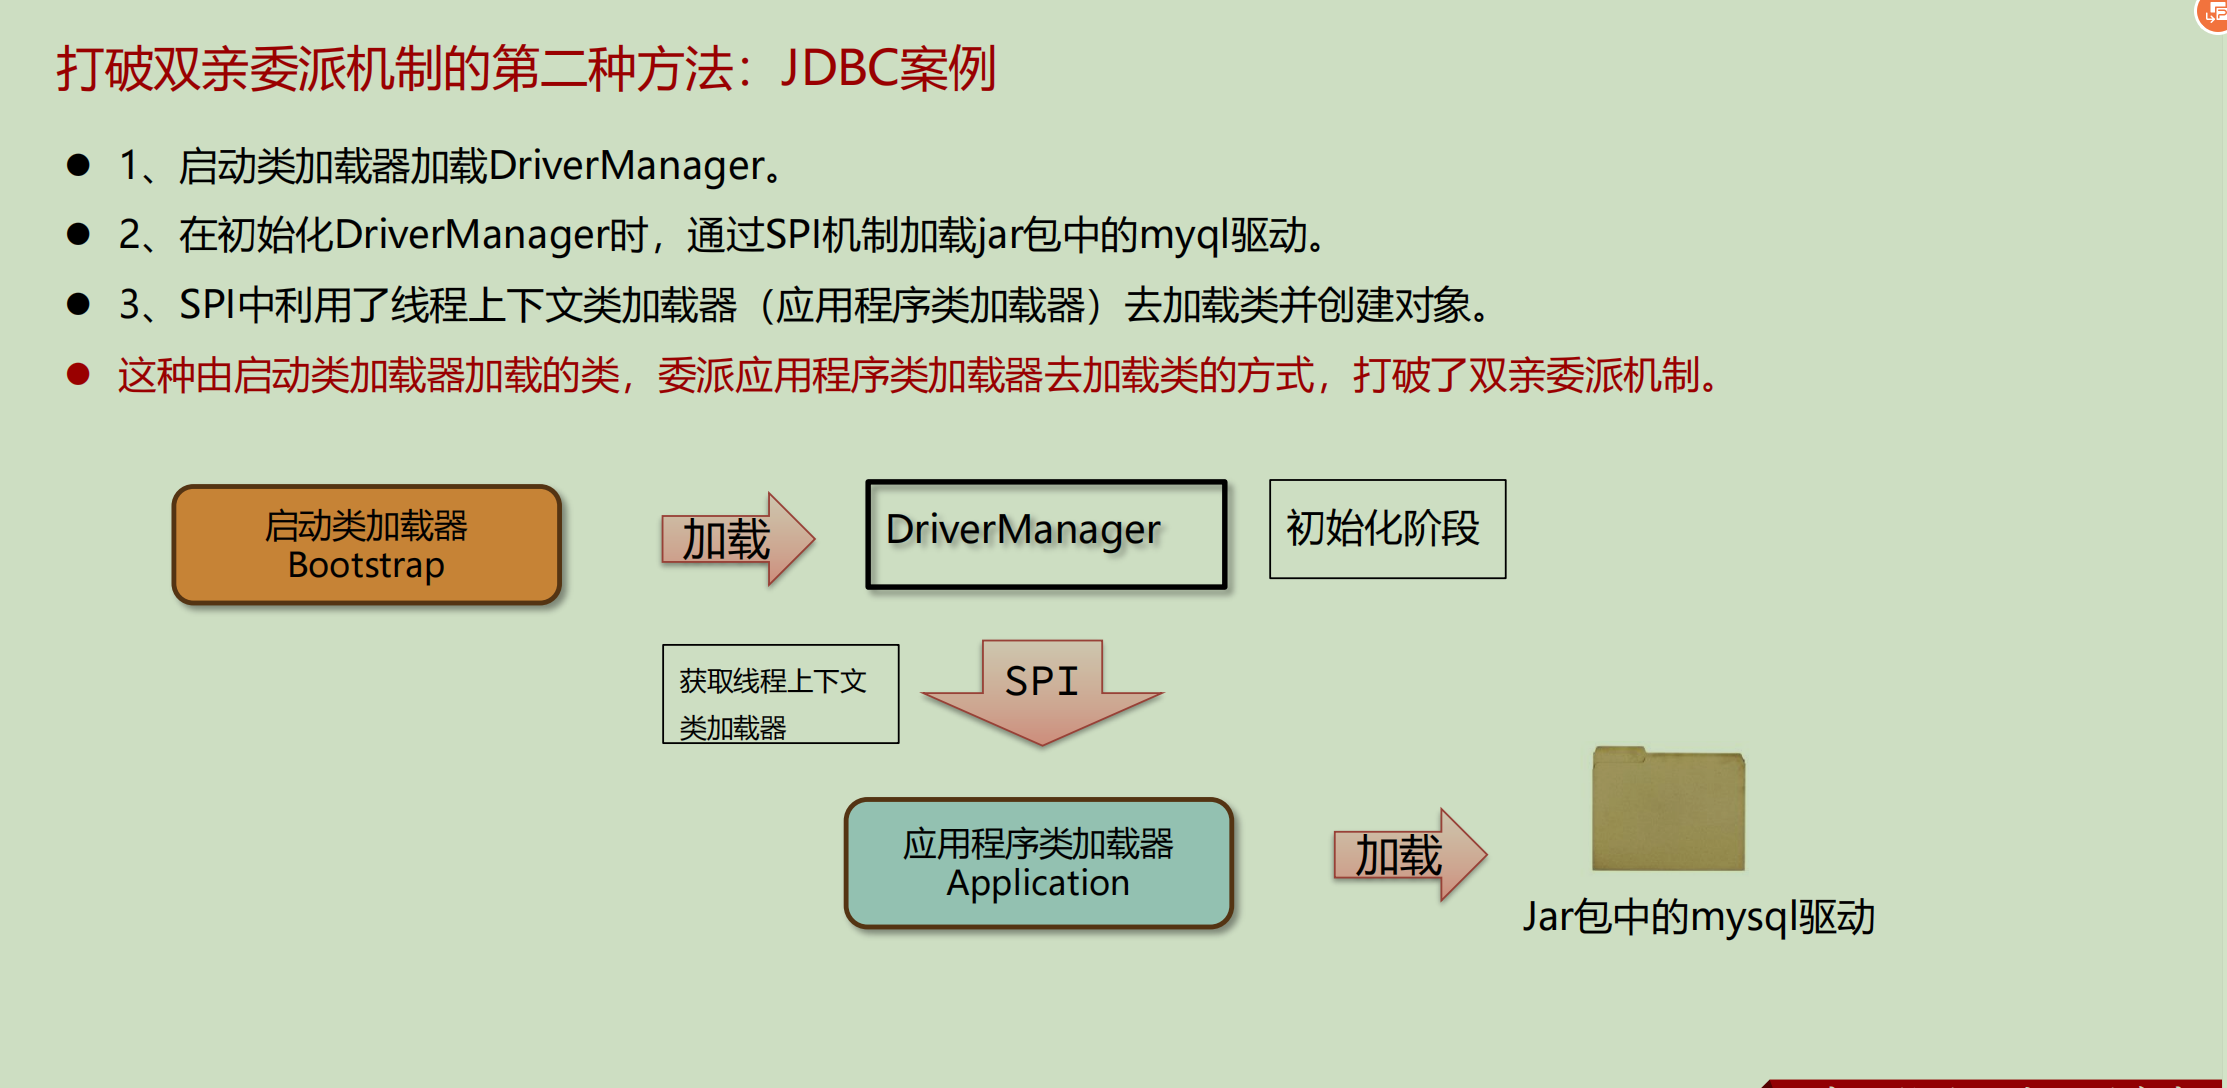 打破双亲委派机制的第二种方法：JDBC案例
1、启动类加载器加载DriverManager。
2、在初始化DriverManager时，通过SPI机制加载jar包中的myql驱动。
3、SPI中利用了线程上下文类加载器（应用程序类加载器）去加载类并创建对象。
这种由启动类加载器加载的类，委派应用程序类加载器去加载类的方式，打破了双亲委派机制。
启动类加载器
Bootstrap
加载
DriverManager
初始化阶段
获取线程上下文
类加载器
SPI
应用程序类加载器
Application
加载
Jar包中的mysql驱动